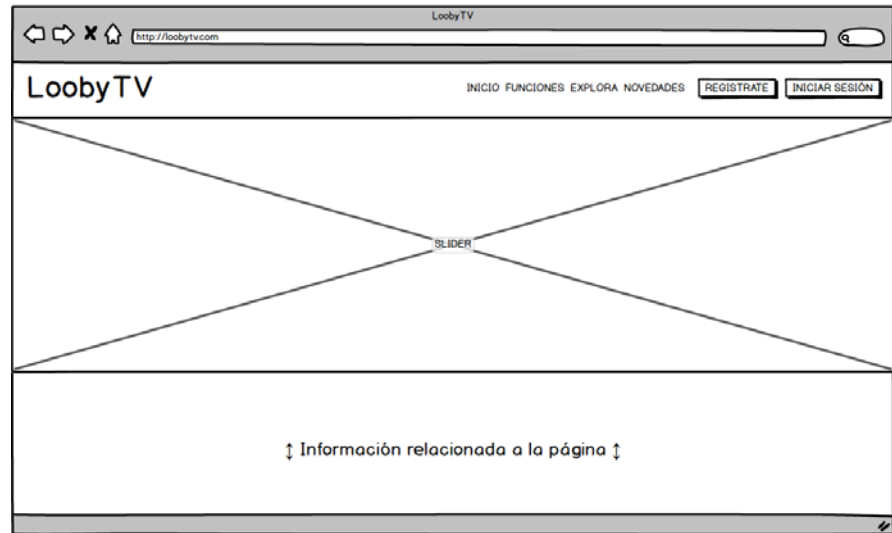 LoobyTV
http://loobytv.com
LoobyTV
INICIO FUNCIONES EXPLORA NOVEDADES REGISTRATE INICIAR SESIÓN
SLIDER
↕ Información relacionada a la página ↕